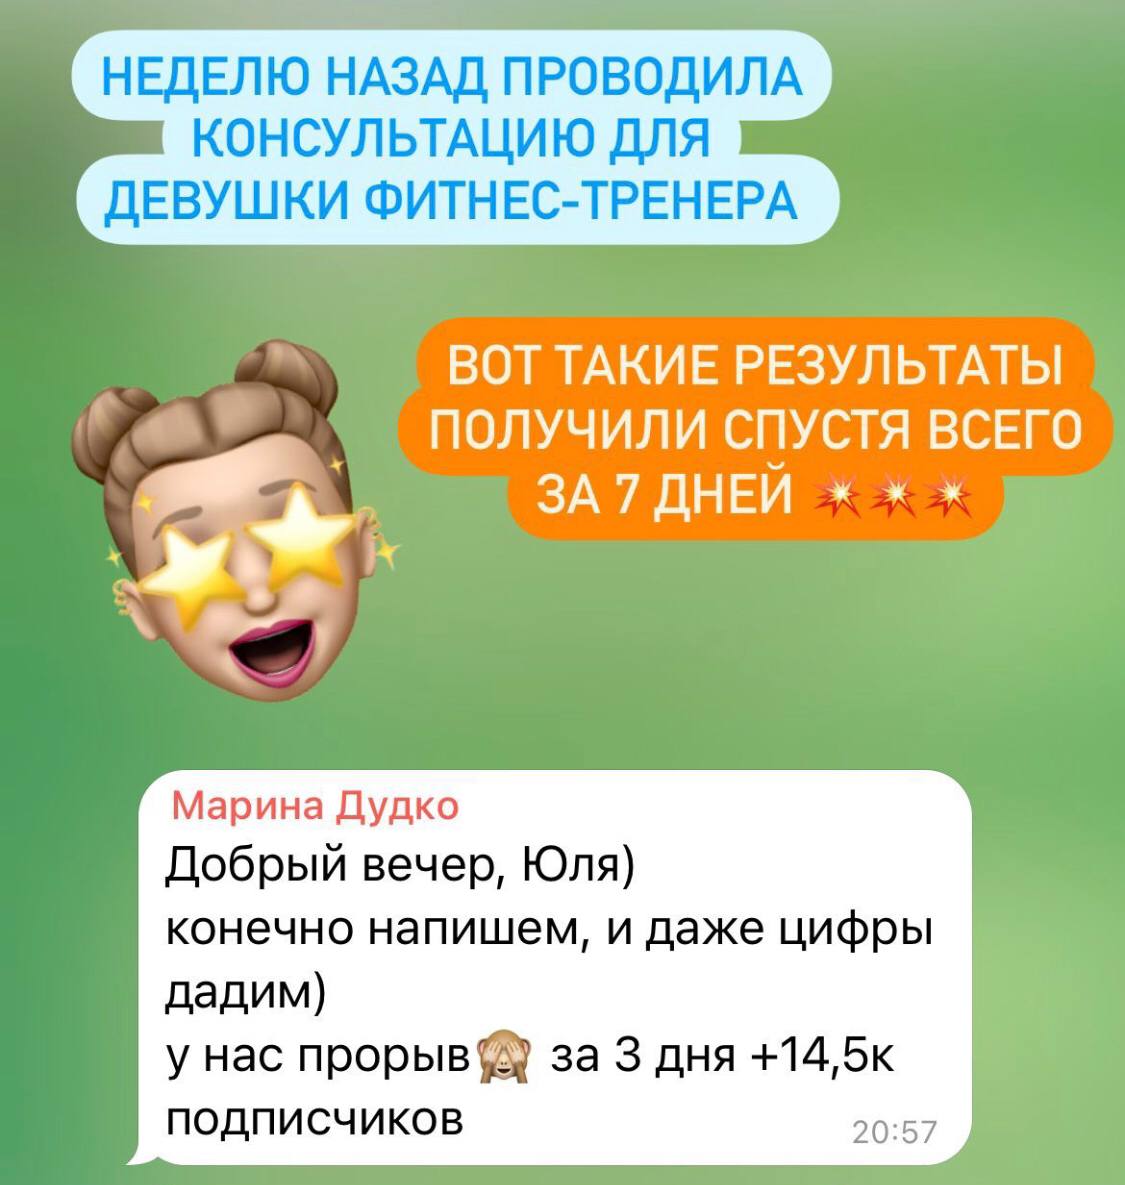 НЕДЕЛЮ НАЗАД ПРОВОДИЛА
КОНСУЛЬТАЦИЮ ДЛЯ
ДЕВУШКИ ФИТНЕС-ТРЕНЕРА
ВОТ ТАКИЕ РЕЗУЛЬТАТЫ
ПОЛУЧИЛИ СПУСТЯ ВСЕГО
ЗА 7 ДНЕЙ 💥💥💥
Марина Дудко
Добрый вечер, Юля)
конечно напишем, и даже цифры
дадим)
у нас прорыв🙈 за 3 дня +14,5к
подписчиков
20:57